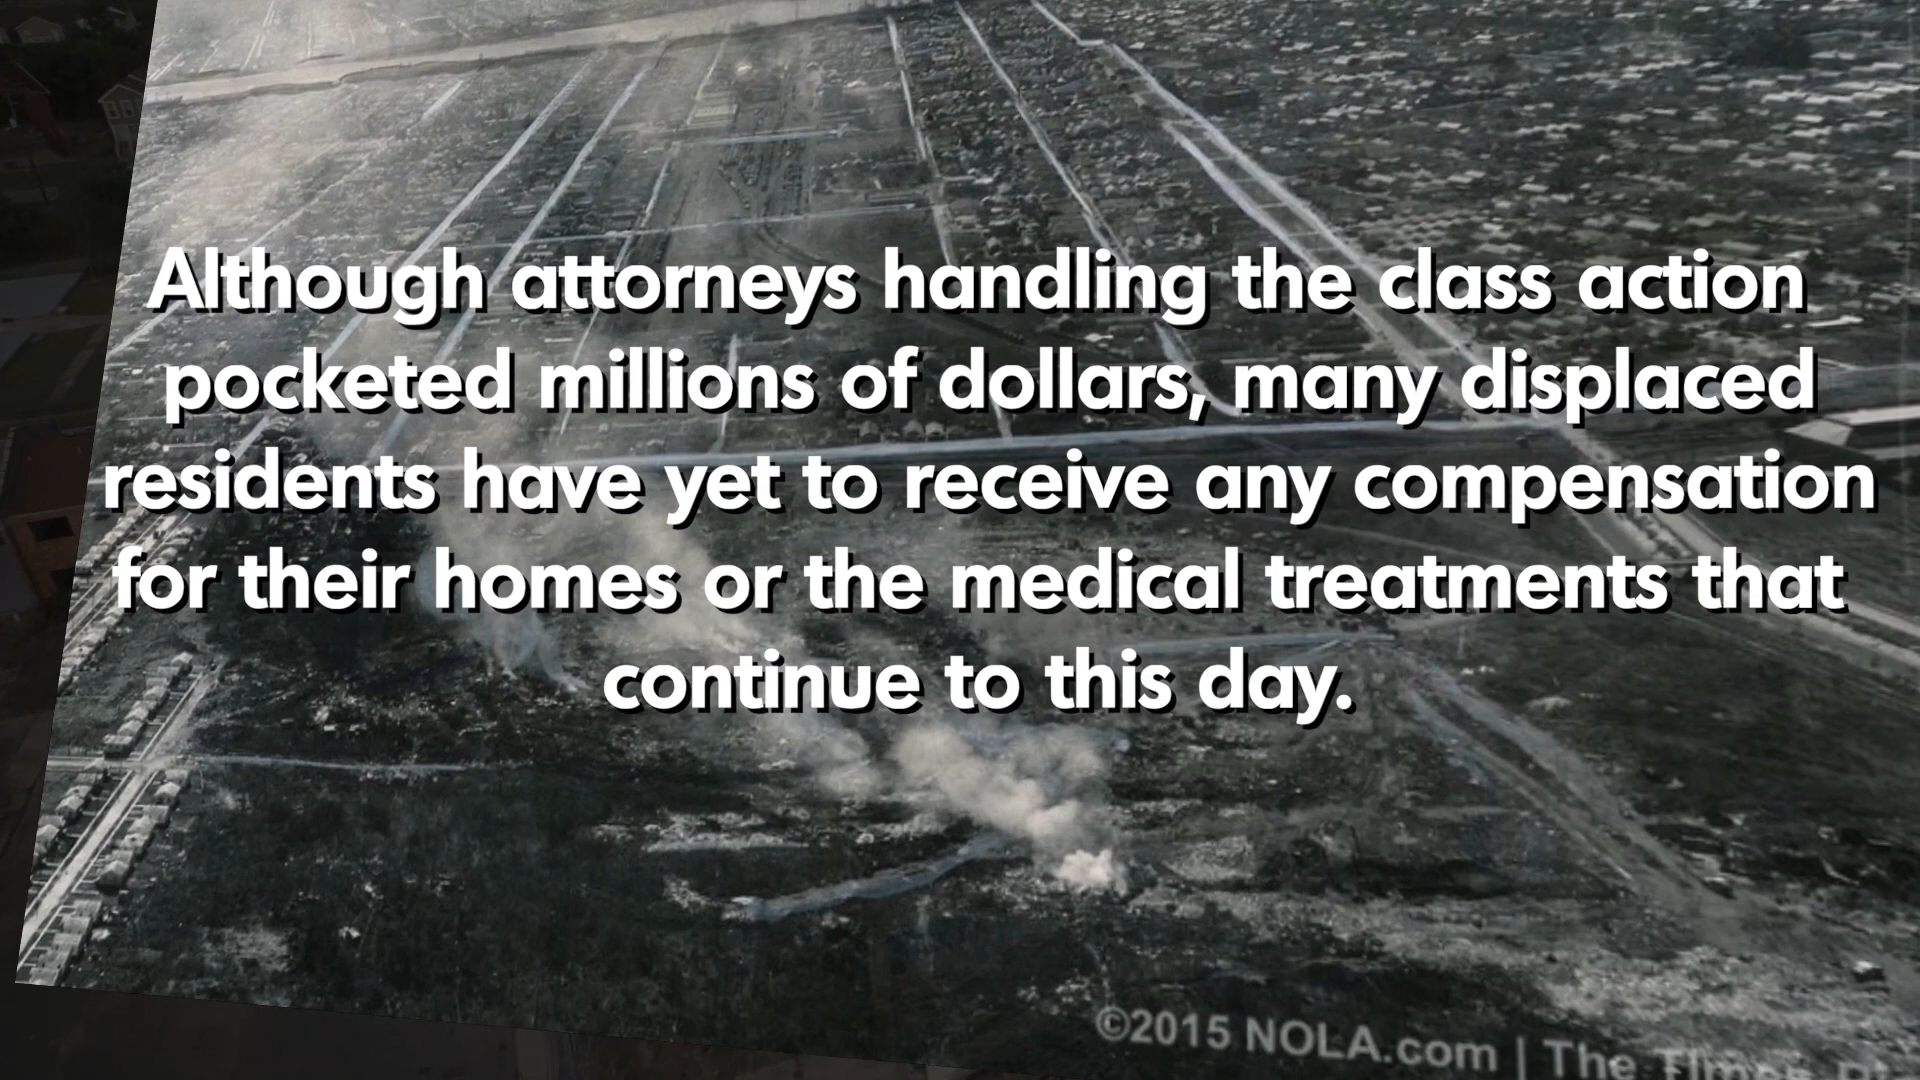 Although attorneys handling the class action
pocketed millions of dollars, many displaced
residents have yet to receive any compensation
for their homes or the medical treatments that
continue to this day.
©2015 NOLA.com | The Times